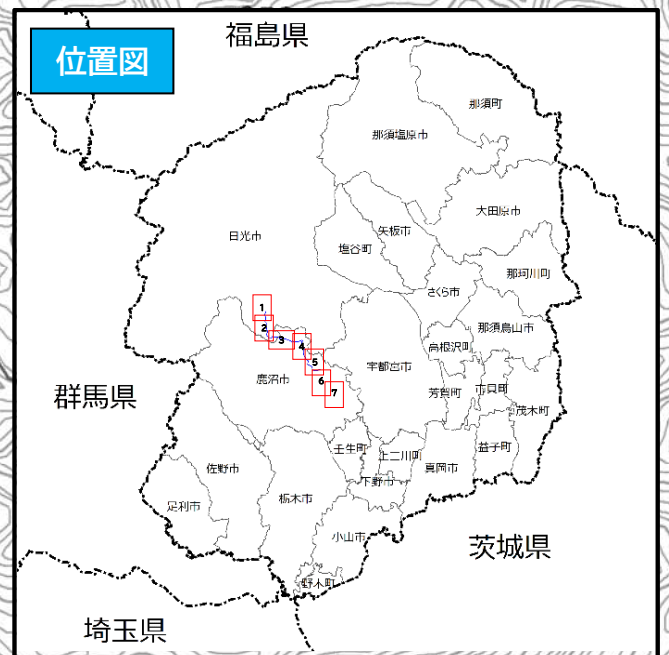 福島県
位置図
那須町
那須塩原市
大田原市
日光市
矢板市
塩谷町
那珂川町
さくら市
那須烏山市
高根沢町
宇都宮市
1
2
3
4
5
6
7
鹿沼市
群馬県
芳賀町
市貝町
茂木町
益子町
壬生町
上三川町
真岡市
佐野市
下野市
栃木市
足利市
小山市
茨城県
野木町
埼玉県